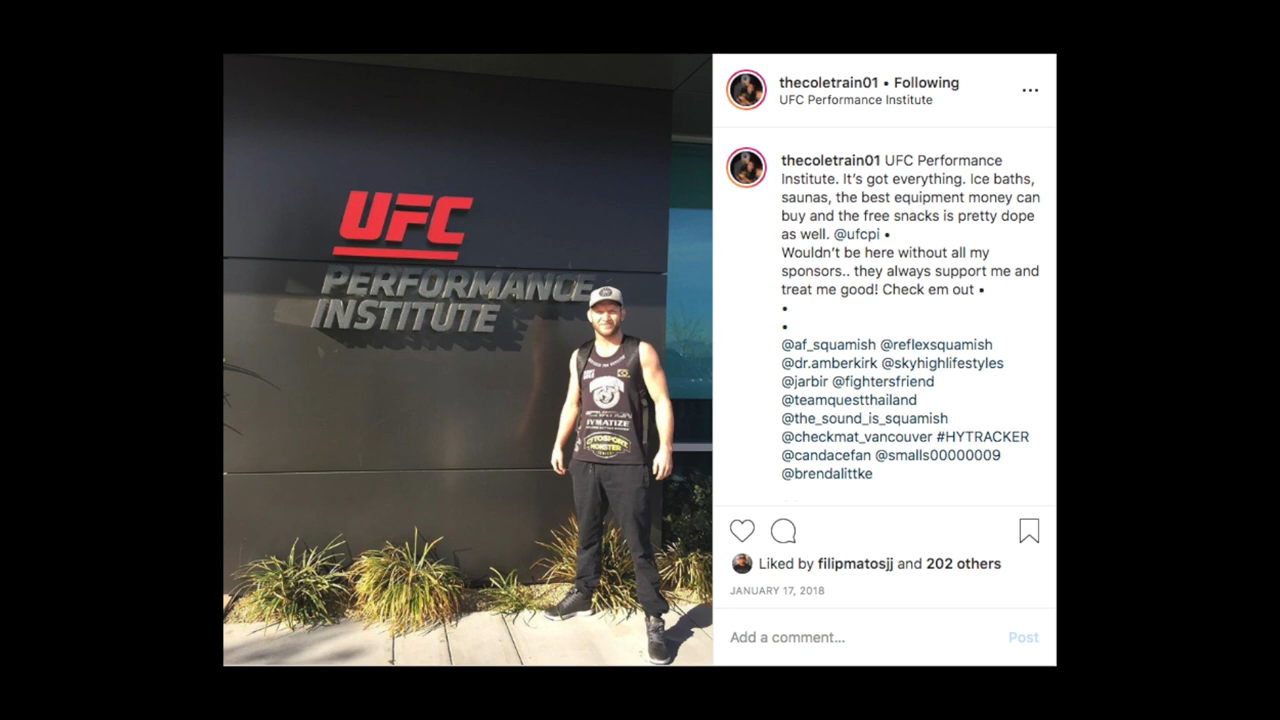 UFC
PERFORMANCE
INSTITUTE
YMATIZE
CYTOSPORT
MONSTER
thecoletrain01 • Following
UFC Performance Institute
thecoletrain01 UFC Performance
Institute. It’s got everything. Ice baths,
saunas, the best equipment money can
buy and the free snacks is pretty dope
as well. @ufcpi •
Wouldn’t be here without all my
sponsors.. they always support me and
treat me good! Check em out •
•
•
@af_squamish @reflexsquamish
@dr.amberkirk @skyhighlifestyles
@jarbir @fightersfriend
@teamquestthailand
@the_sound_is_squamish
@checkmat_vancouver #HYTRACKER
@candacefan @smalls00000009
@brendalittke
Liked by filipmatosjj and 202 others
JANUARY 17, 2018
Add a comment...
Post